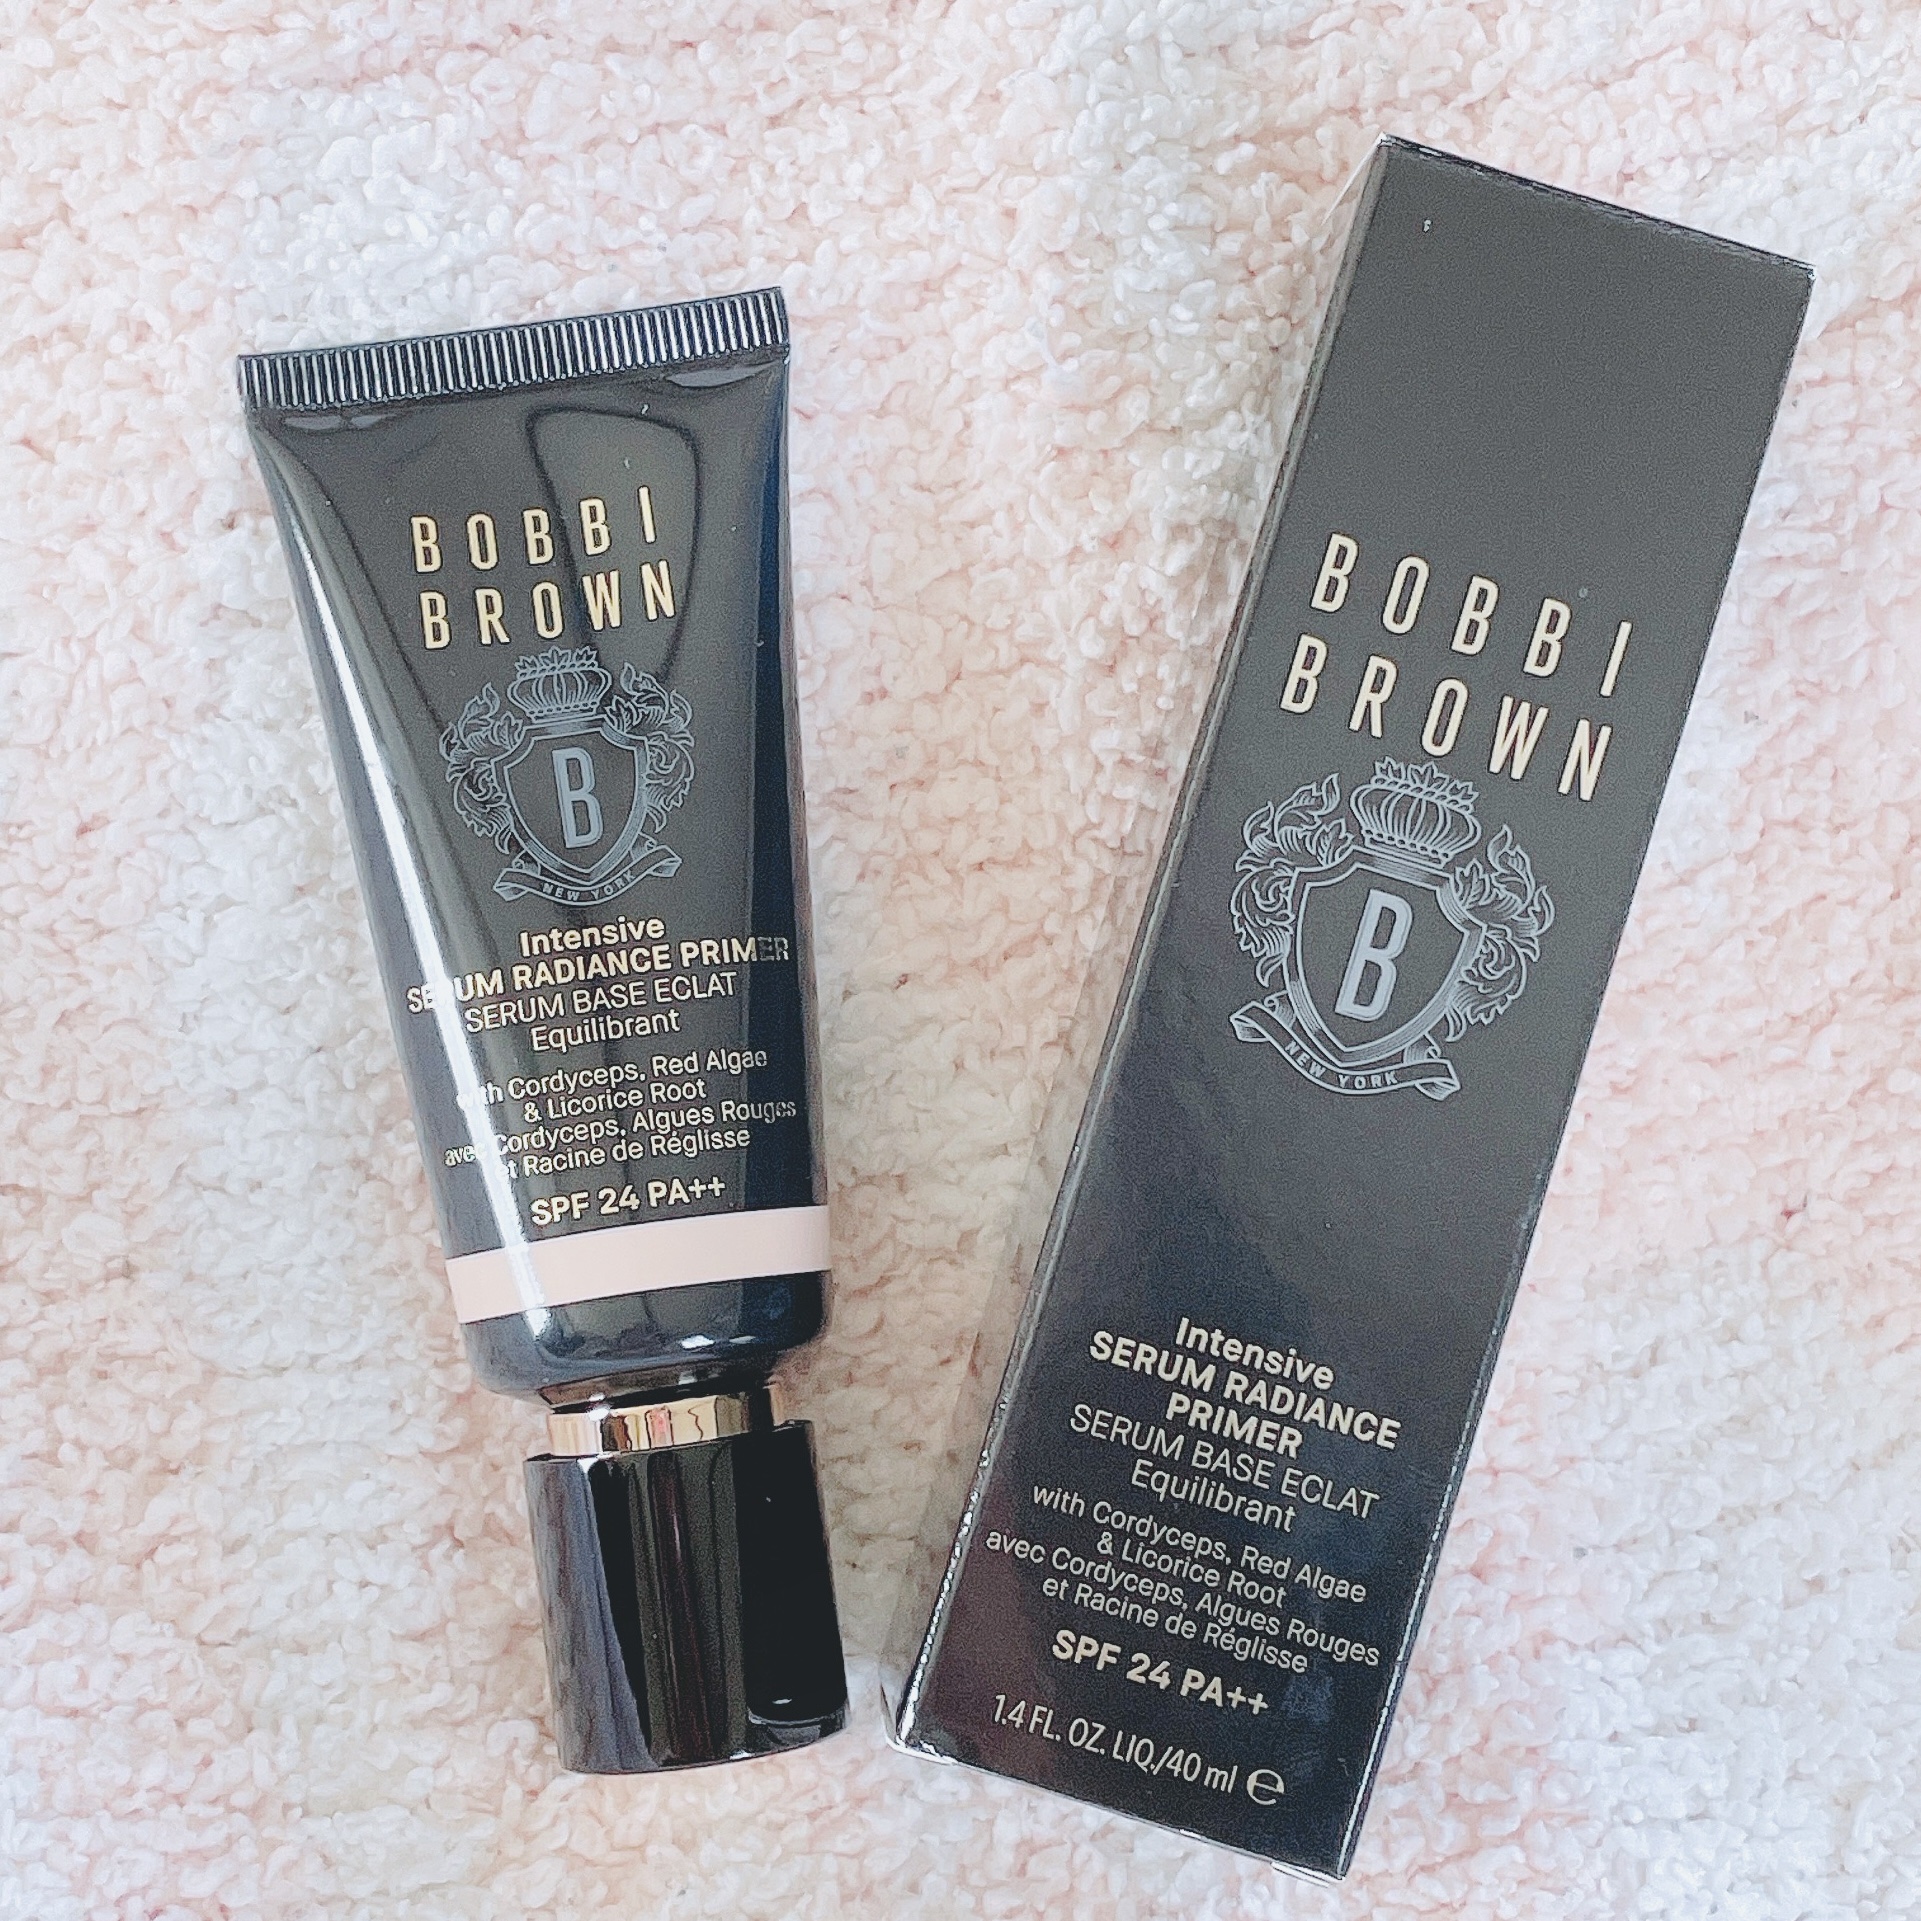 BOBBI
BROWN
B
NEW YORK
Intensive
SERUM RADIANCE PRIMER
SERUM BASE ECLAT
Equilibrant
with Cordyceps, Red Algae
& Licorice Root
avec Cordyceps, Algues Rouges
et Racine de Réglisse
SPF 24 PA++
BOBBI
BROWN
B
NEW YORK
Intensive
SERUM RADIANCE
PRIMER
SERUM BASE ECLAT
Equilibrant
with Cordyceps, Red Algae
& Licorice Root
avec Cordyceps, Algues Rouges
et Racine de Réglisse
SPF 24 PA++
1.4 FL. OZ. LIQ./40 ml ℮